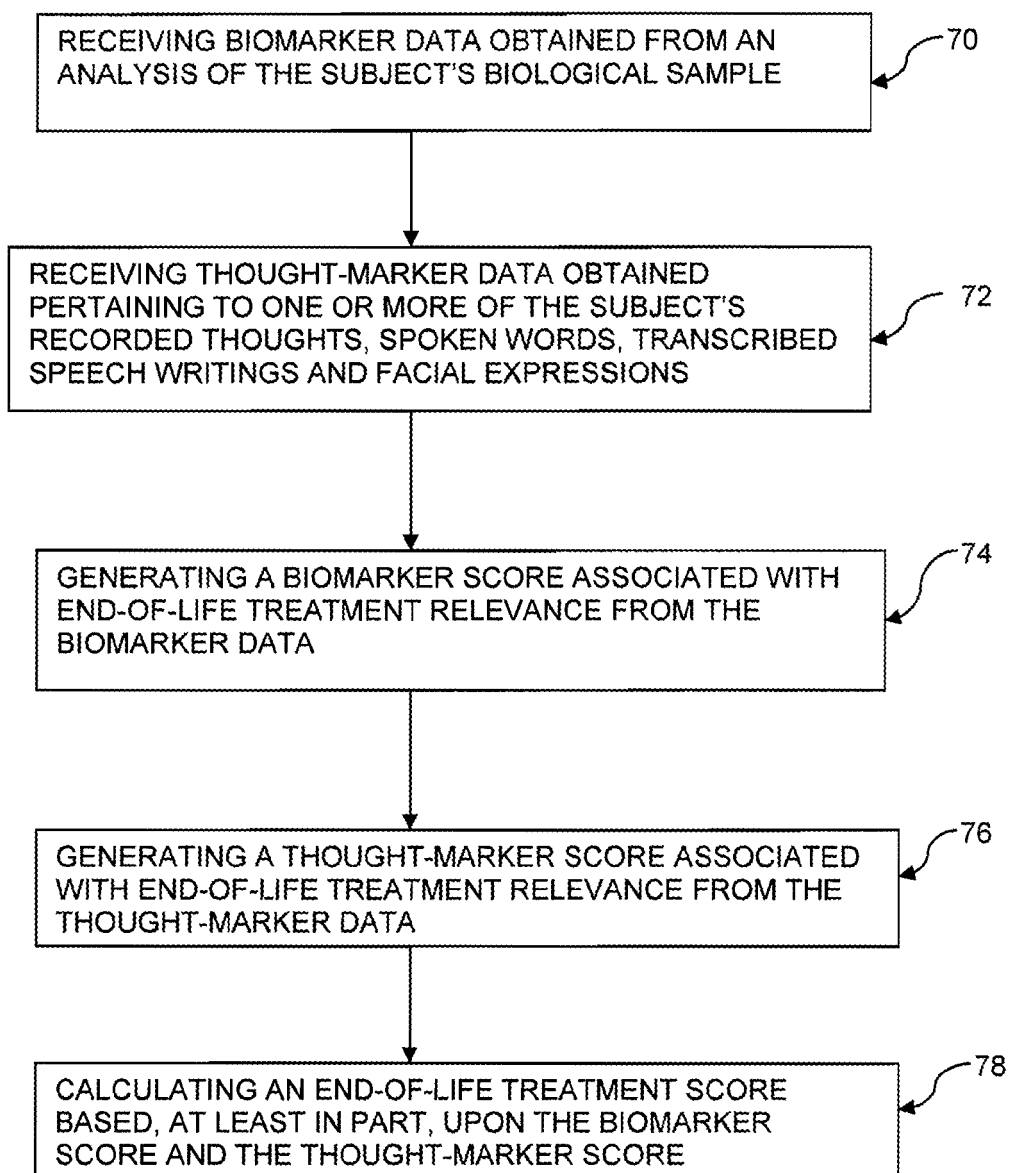 RECEIVING BIOMARKER DATA OBTAINED FROM AN
ANALYSIS OF THE SUBJECT'S BIOLOGICAL SAMPLE
70
RECEIVING THOUGHT-MARKER DATA OBTAINED
PERTAINING TO ONE OR MORE OF THE SUBJECT'S
RECORDED THOUGHTS, SPOKEN WORDS, TRANSCRIBED
SPEECH WRITINGS AND FACIAL EXPRESSIONS
72
GENERATING A BIOMARKER SCORE ASSOCIATED WITH
END-OF-LIFE TREATMENT RELEVANCE FROM THE
BIOMARKER DATA
74
GENERATING A THOUGHT-MARKER SCORE ASSOCIATED
WITH END-OF-LIFE TREATMENT RELEVANCE FROM THE
THOUGHT-MARKER DATA
76
CALCULATING AN END-OF-LIFE TREATMENT SCORE
BASED, AT LEAST IN PART, UPON THE BIOMARKER
SCORE AND THE THOUGHT-MARKER SCORE
78